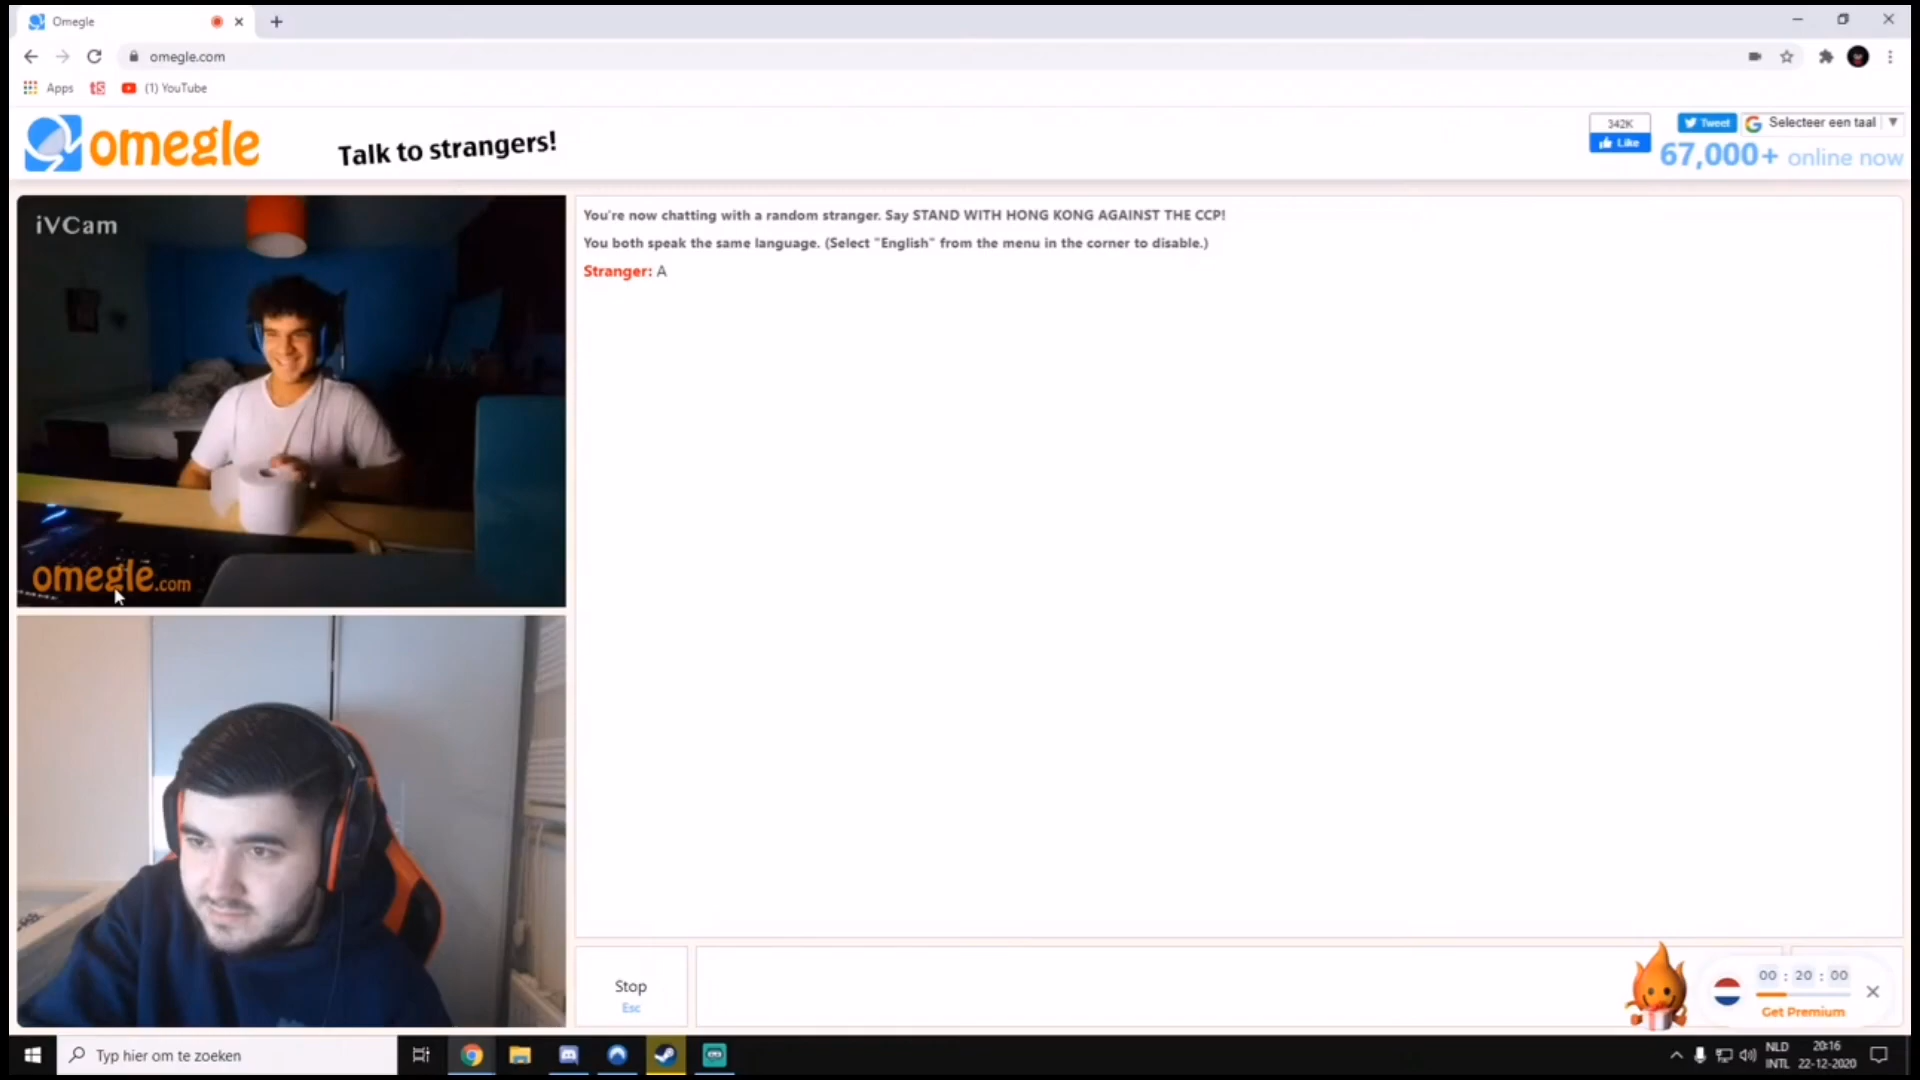 Omegle
omegle.com
Apps
(1) YouTube
omegle
Talk to strangers!
342K
Like
Tweet
Selecteer een taal
67,000+ online now
iVCam
You're now chatting with a random stranger. Say STAND WITH HONG KONG AGAINST THE CCP!
You both speak the same language. (Select "English" from the menu in the corner to disable.)
Stranger: A
omegle.com
Stop
Esc
00 : 20 : 00
Get Premium
Typ hier om te zoeken
NLD
INTL
20:16
22-12-2020